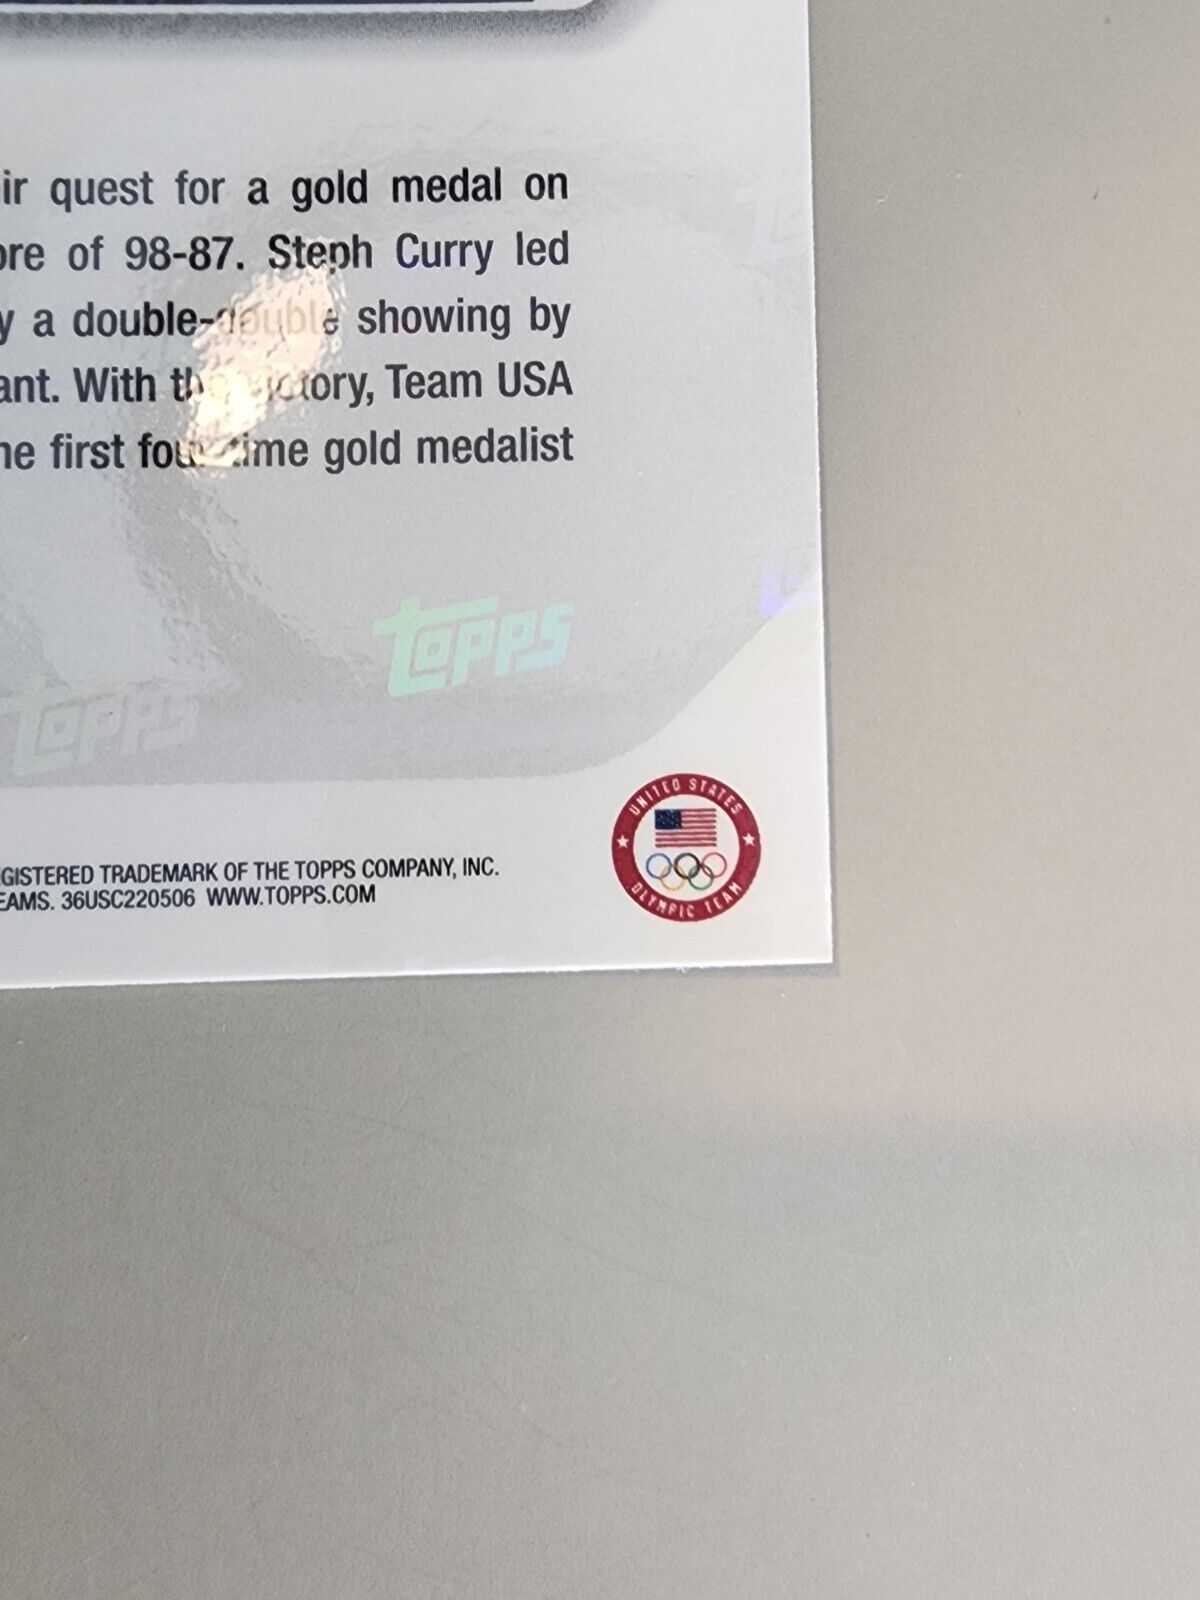 ir quest for a gold medal on
ore of 98-87. Steph Curry led
y a double-double showing by
ant. With the victory, Team USA
he first four-time gold medalist
TOPPS
TOPPS
GISTERED TRADEMARK OF THE TOPPS COMPANY, INC.
EAMS. 36USC220506 WWW.TOPPS.COM
UNITED STATES
OLYMPIC TEAM